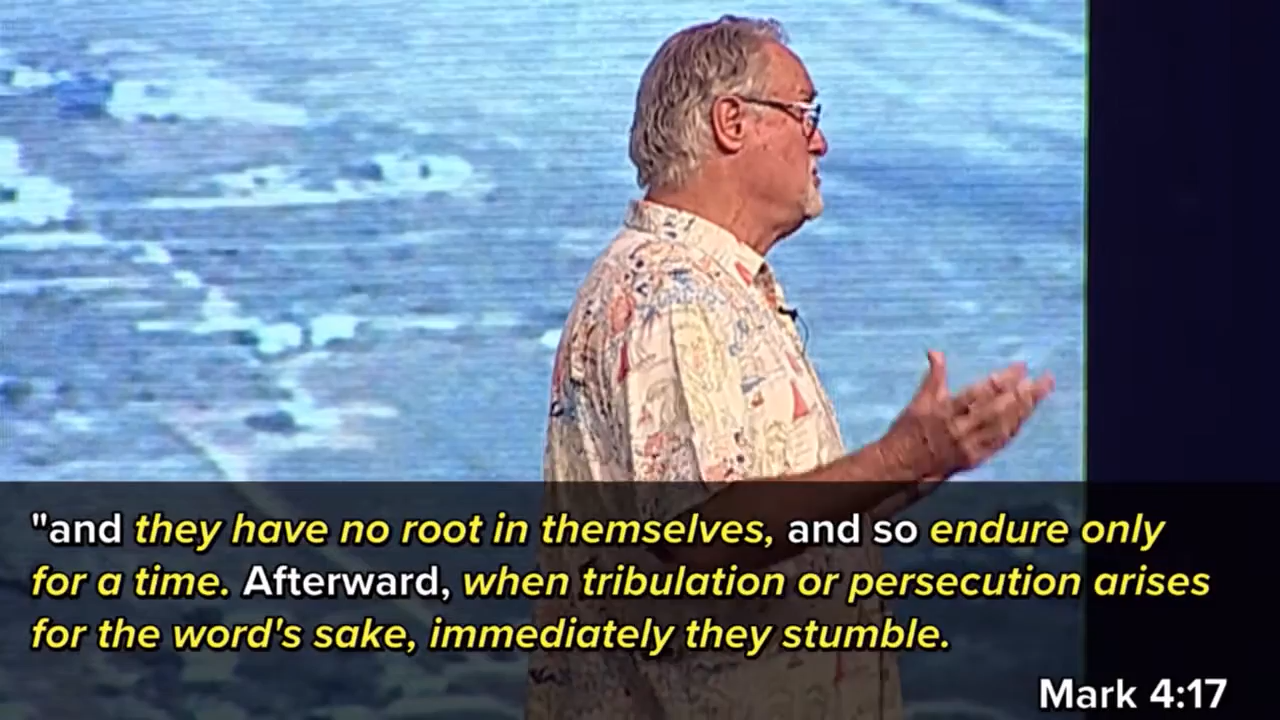 "and they have no root in themselves, and so endure only
for a time. Afterward, when tribulation or persecution arises
for the word's sake, immediately they stumble.
Mark 4:17